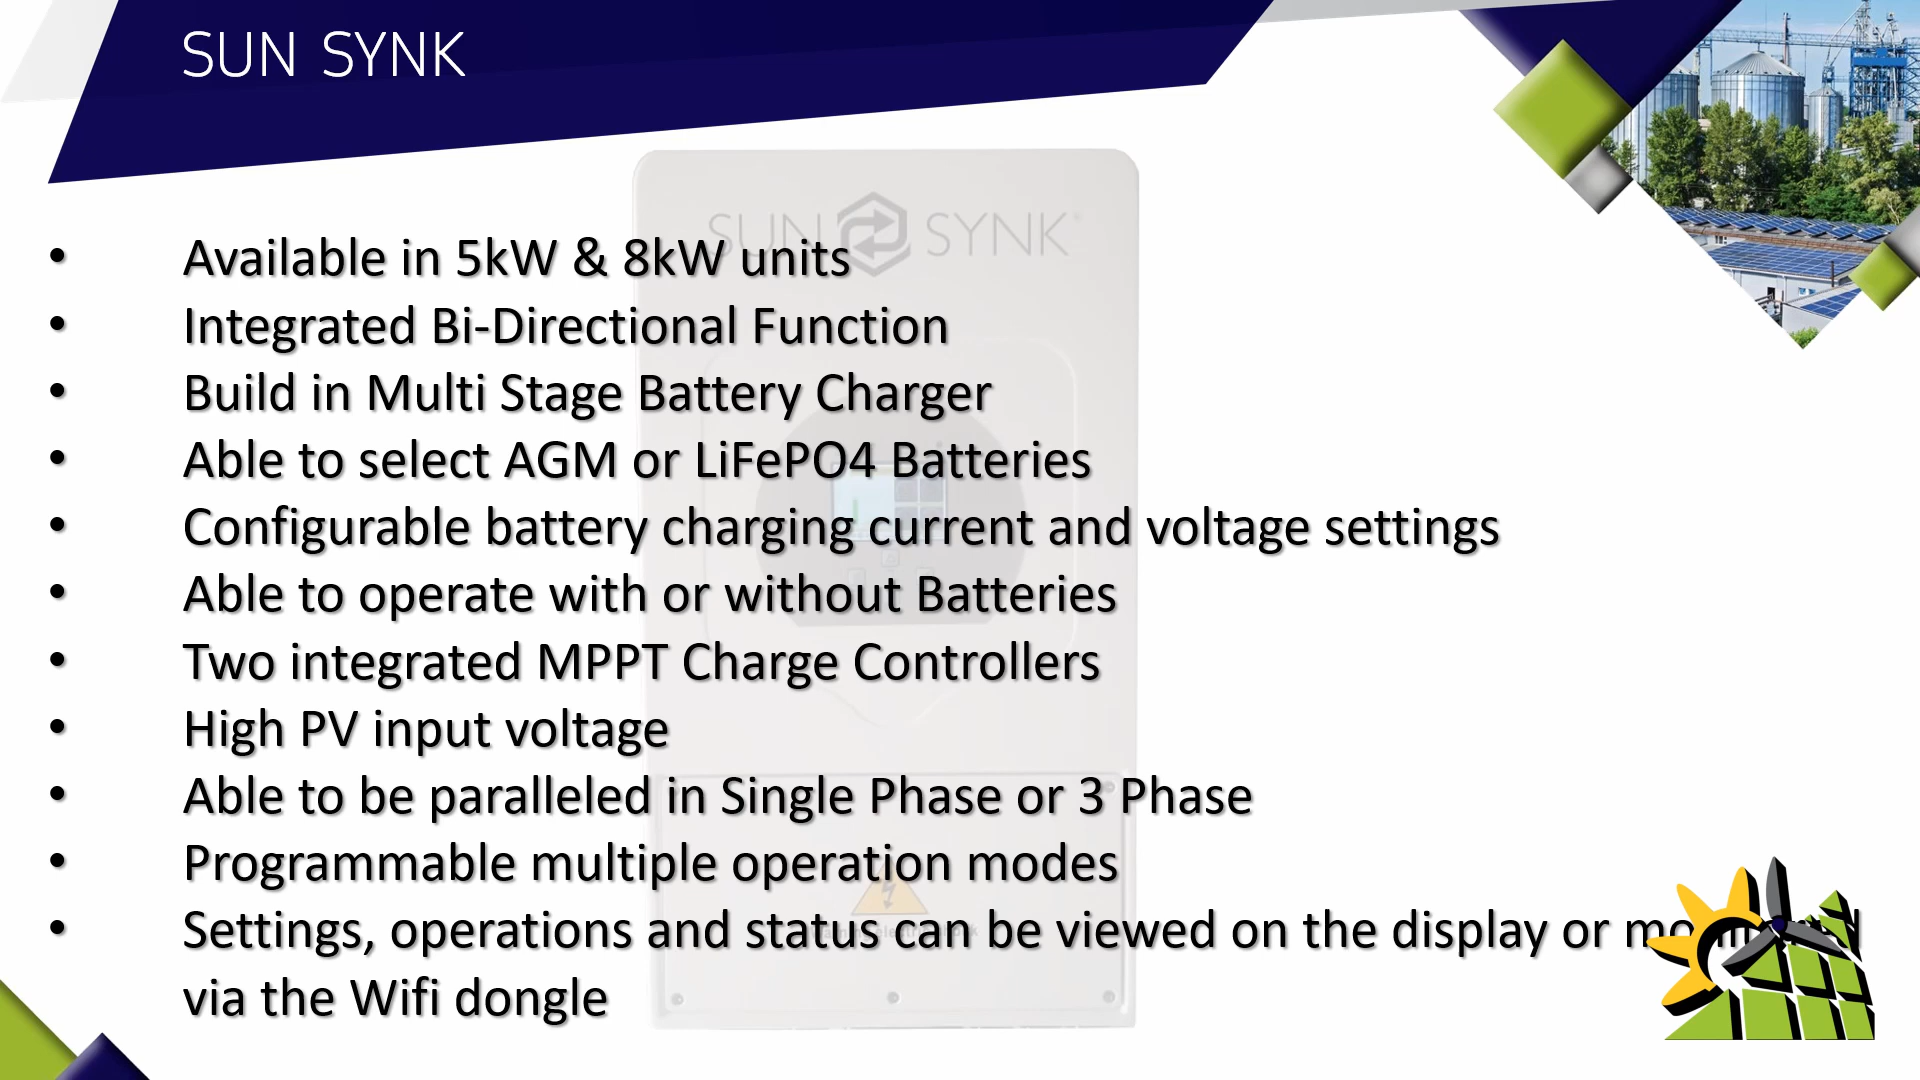 SUN SYNK
SUN SYNK
• Available in 5kW & 8kW units
• Integrated Bi-Directional Function
• Build in Multi Stage Battery Charger
• Able to select AGM or LiFePO4 Batteries
• Configurable battery charging current and voltage settings
• Able to operate with or without Batteries
• Two integrated MPPT Charge Controllers
• High PV input voltage
• Able to be paralleled in Single Phase or 3 Phase
• Programmable multiple operation modes
• Settings, operations and status can be viewed on the display or
via the Wifi dongle